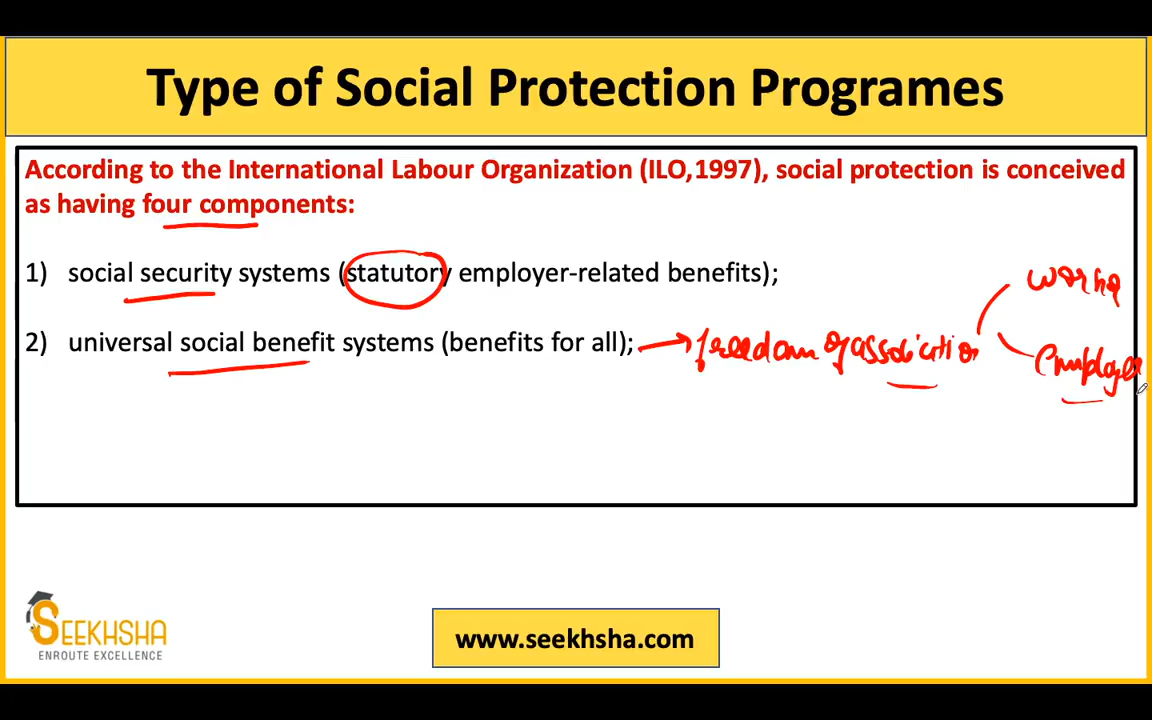 Type of Social Protection Programes
According to the International Labour Organization (ILO,1997), social protection is conceived
as having four components:
1) social security systems (statutory employer-related benefits);
worker
2) universal social benefit systems (benefits for all); freedom of association
employer
SEEKHSHA
ENROUTE EXCELLENCE
www.seekhsha.com